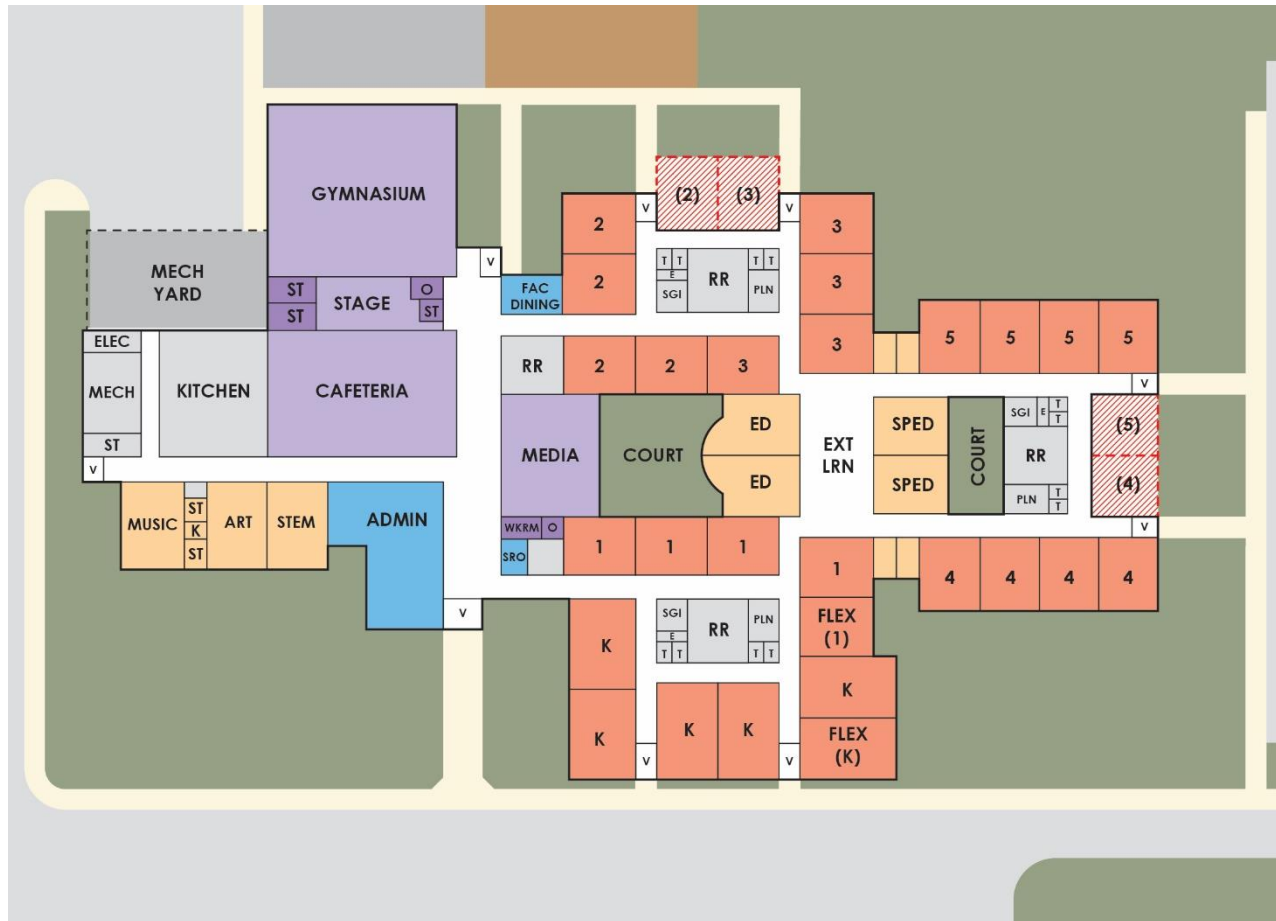 GYMNASIUM
(2)
(3)
V
V
2
3
MECH
YARD
V
T
T
E
SGI
RR
T
T
PLN
2
3
ST
ST
STAGE
O
ST
FAC
DINING
ELEC
MECH
ST
KITCHEN
CAFETERIA
RR
2
2
3
3
5
5
5
5
V
MEDIA
COURT
ED
ED
EXT
LRN
SPED
SPED
COURT
SGI
E
T
T
RR
PLN
T
T
(5)
(4)
V
V
MUSIC
ST
K
ST
ART
STEM
ADMIN
WKRM
O
SRO
1
1
1
1
4
4
4
4
V
SGI
E
T
T
RR
PLN
T
T
FLEX
(1)
K
K
K
K
K
FLEX
(K)
V
V